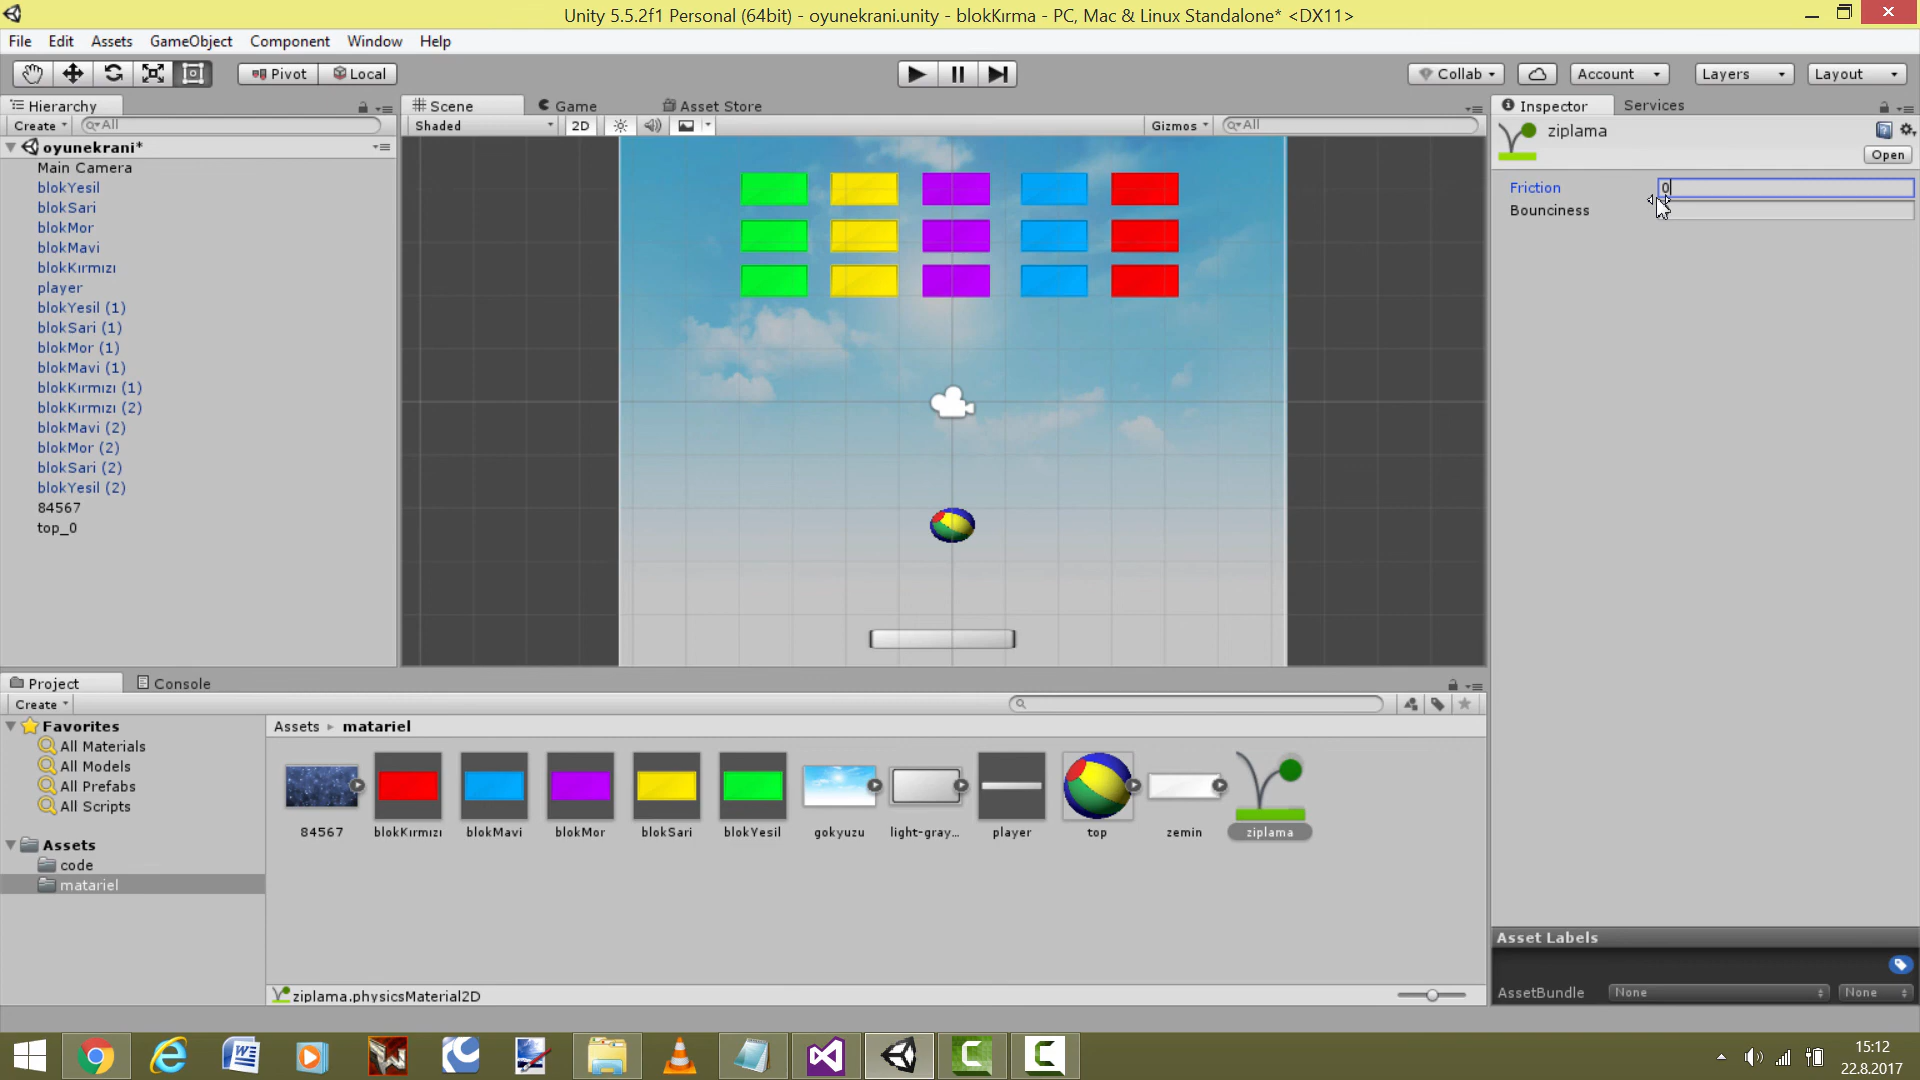 Unity 5.5.2f1 Personal (64bit) - oyunekrani.unity - blokKırma - PC, Mac & Linux Standalone* <DX11>
File Edit Assets GameObject Component Window Help
Pivot Local Collab Account Layers Layout
Hierarchy Scene Game Asset Store Inspector Services
Create All Shaded 2D Gizmos All
ziplama
Open
oyunekrani*
Main Camera
blokYesil
blokSari
blokMor
blokMavi
blokKırmızı
player
blokYesil (1)
blokSari (1)
blokMor (1)
blokMavi (1)
blokKırmızı (1)
blokKırmızı (2)
blokMavi (2)
blokMor (2)
blokSari (2)
blokYesil (2)
84567
top_0
Friction 0
Bounciness
Project Console
Create
Favorites
All Materials
All Models
All Prefabs
All Scripts
Assets
code
matariel
Assets matariel
84567 blokKırmızı blokMavi blokMor blokSari blokYesil gokyuzu light-gray... player top zemin ziplama
ziplama.physicsMaterial2D
Asset Labels
AssetBundle None None
15:12
22.8.2017